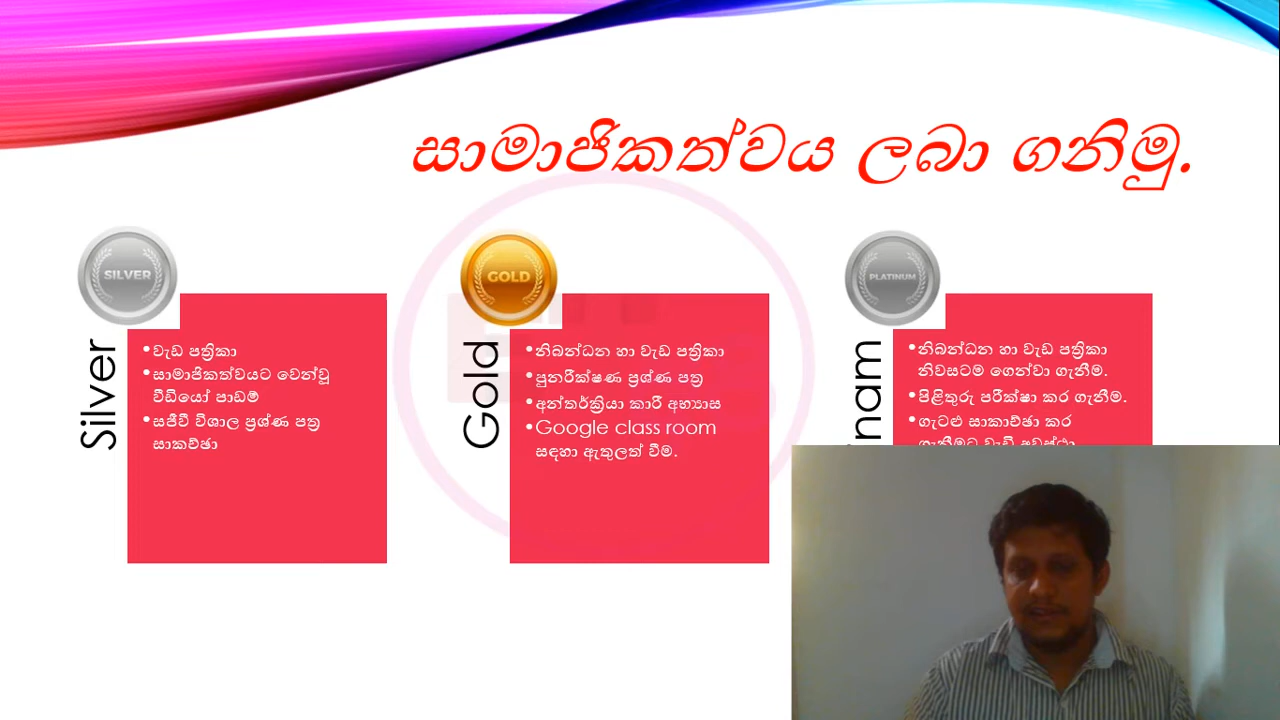 සාමාජිකත්වය ලබා ගනිමු.
SILVER
Silver
•වැඩ පත්‍රිකා
•සාමාජිකත්වයට වෙන්වූ
වීඩියෝ පාඩම්
•සජීවී විශාල ප්‍රශ්ණ පත්‍ර
සාකච්ඡා
GOLD
Gold
•නිබන්ධන හා වැඩ පත්‍රිකා
•පුනරීක්ෂණ ප්‍රශ්ණ පත්‍ර
•අන්තර්ක්‍රියා කාරී අභ්‍යාස
•Google class room
සඳහා ඇතුලත් වීම.
PLATINUM
•නිබන්ධන හා වැඩ පත්‍රිකා
නිවසටම ගෙන්වා ගැනීම.
•පිළිතුරු පරීක්ෂා කර ගැනීම.
•ගැටළු සාකාච්ඡා කර
ගැනීමට වැඩි අවස්ථා